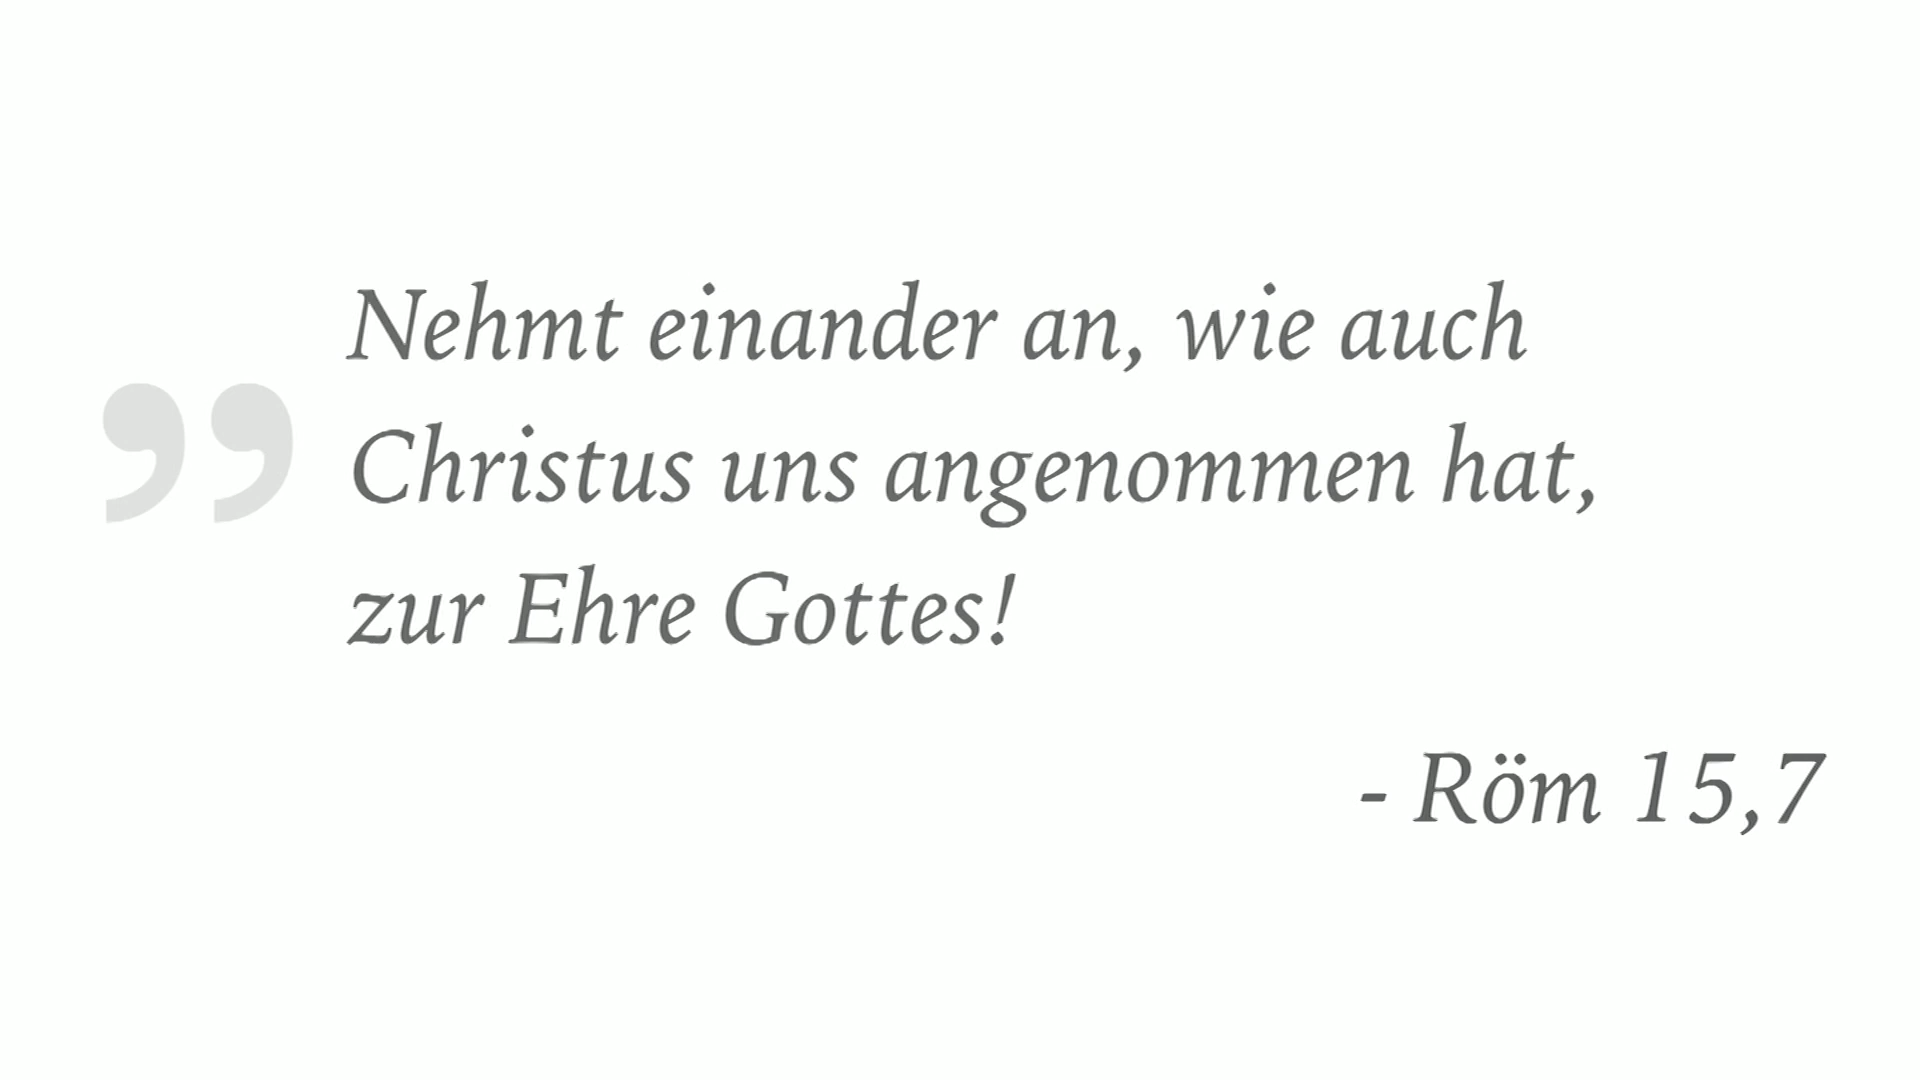 ”
Nehmt einander an, wie auch
Christus uns angenommen hat,
zur Ehre Gottes!
- Röm 15,7